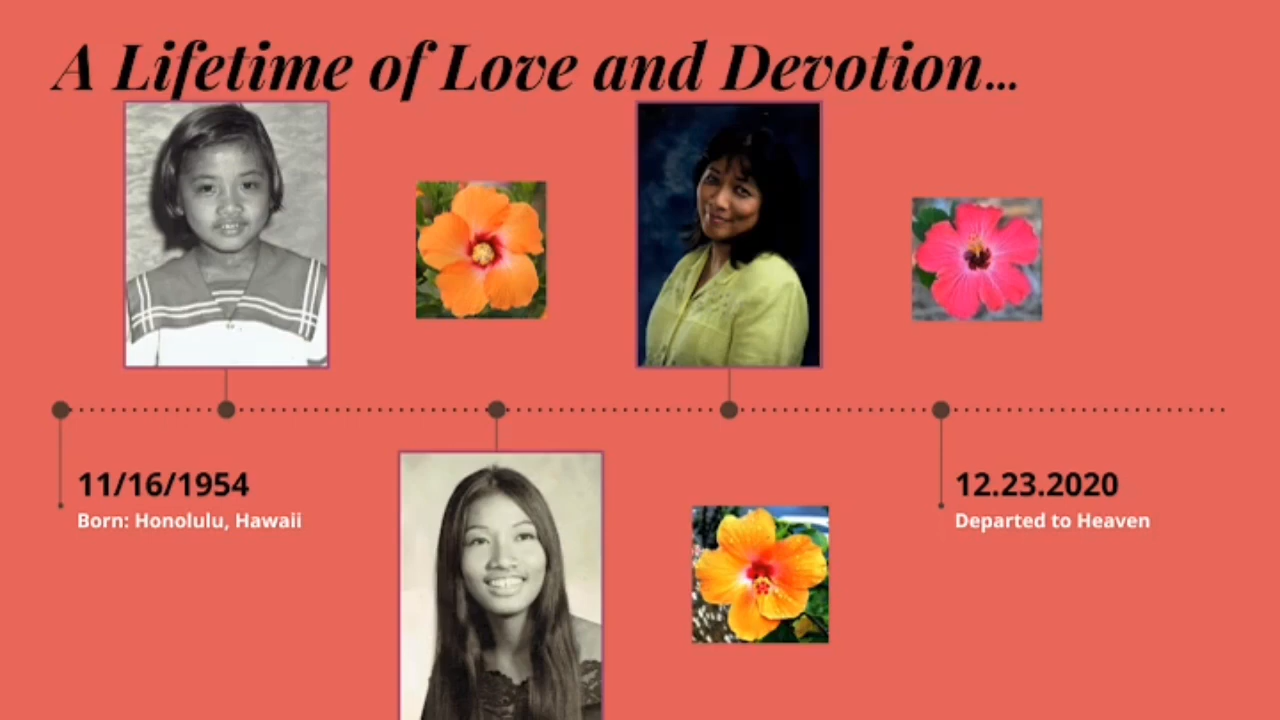 A Lifetime of Love and Devotion...
11/16/1954
Born: Honolulu, Hawaii
12.23.2020
Departed to Heaven